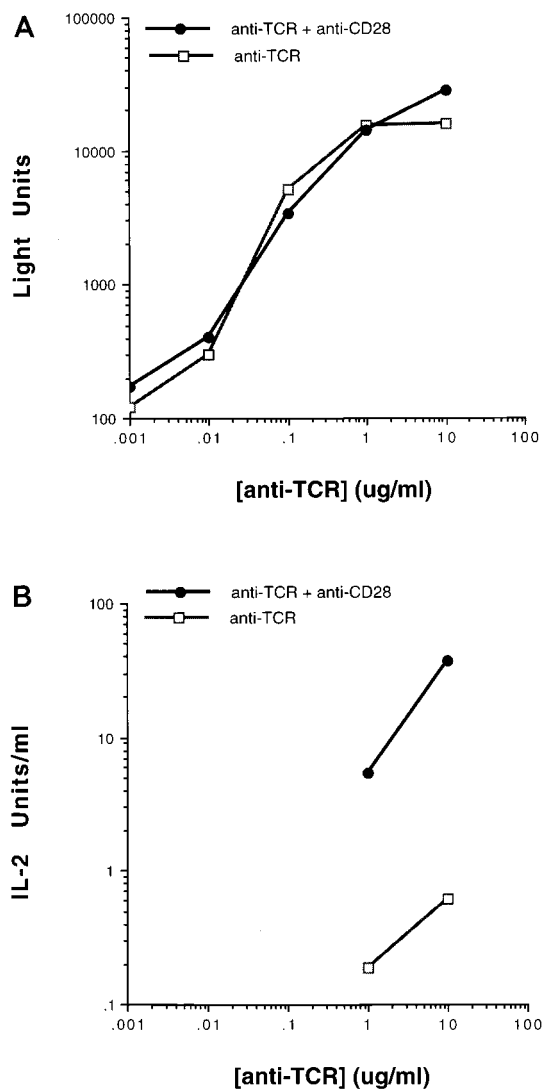 A
anti-TCR + anti-CD28
anti-TCR
100000
10000
1000
100
Light Units
.001 .01 .1 1 10 100
[anti-TCR] (ug/ml)
B
anti-TCR + anti-CD28
anti-TCR
100
10
1
.1
IL-2 Units/ml
.001 .01 .1 1 10 100
[anti-TCR] (ug/ml)